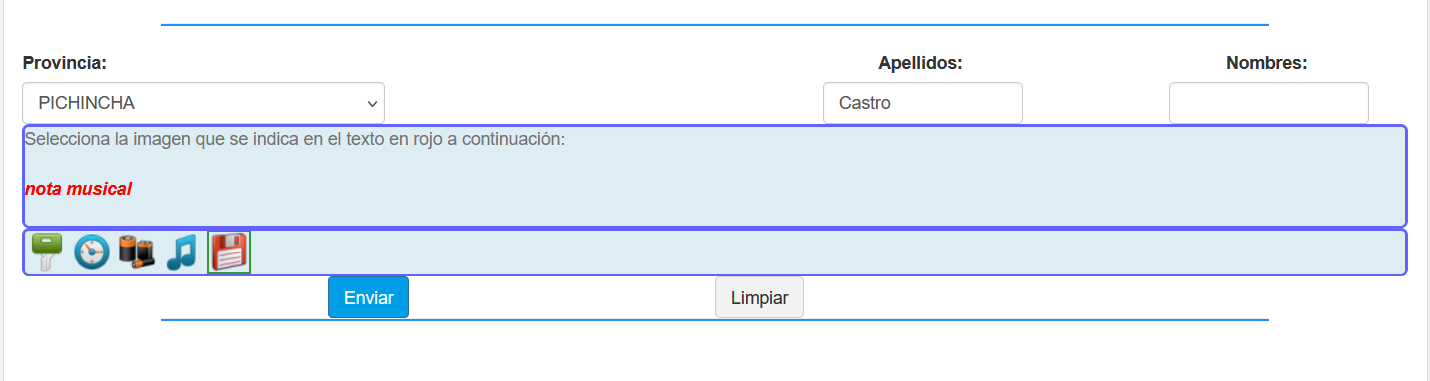 Provincia: Apellidos: Nombres:
PICHINCHA Castro
Selecciona la imagen que se indica en el texto en rojo a continuación:
nota musical
Enviar Limpiar